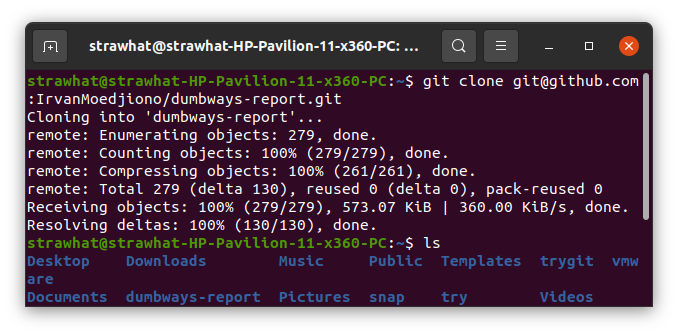 strawhat@strawhat-HP-Pavilion-11-x360-PC: ...
strawhat@strawhat-HP-Pavilion-11-x360-PC:~$ git clone git@github.com
:IrvanMoedjiono/dumbways-report.git
Cloning into 'dumbways-report'...
remote: Enumerating objects: 279, done.
remote: Counting objects: 100% (279/279), done.
remote: Compressing objects: 100% (261/261), done.
remote: Total 279 (delta 130), reused 0 (delta 0), pack-reused 0
Receiving objects: 100% (279/279), 573.07 KiB | 360.00 KiB/s, done.
Resolving deltas: 100% (130/130), done.
strawhat@strawhat-HP-Pavilion-11-x360-PC:~$ ls
Desktop    Downloads        Music     Public  Templates  trygit  vmw
are
Documents  dumbways-report  Pictures  snap    try        Videos